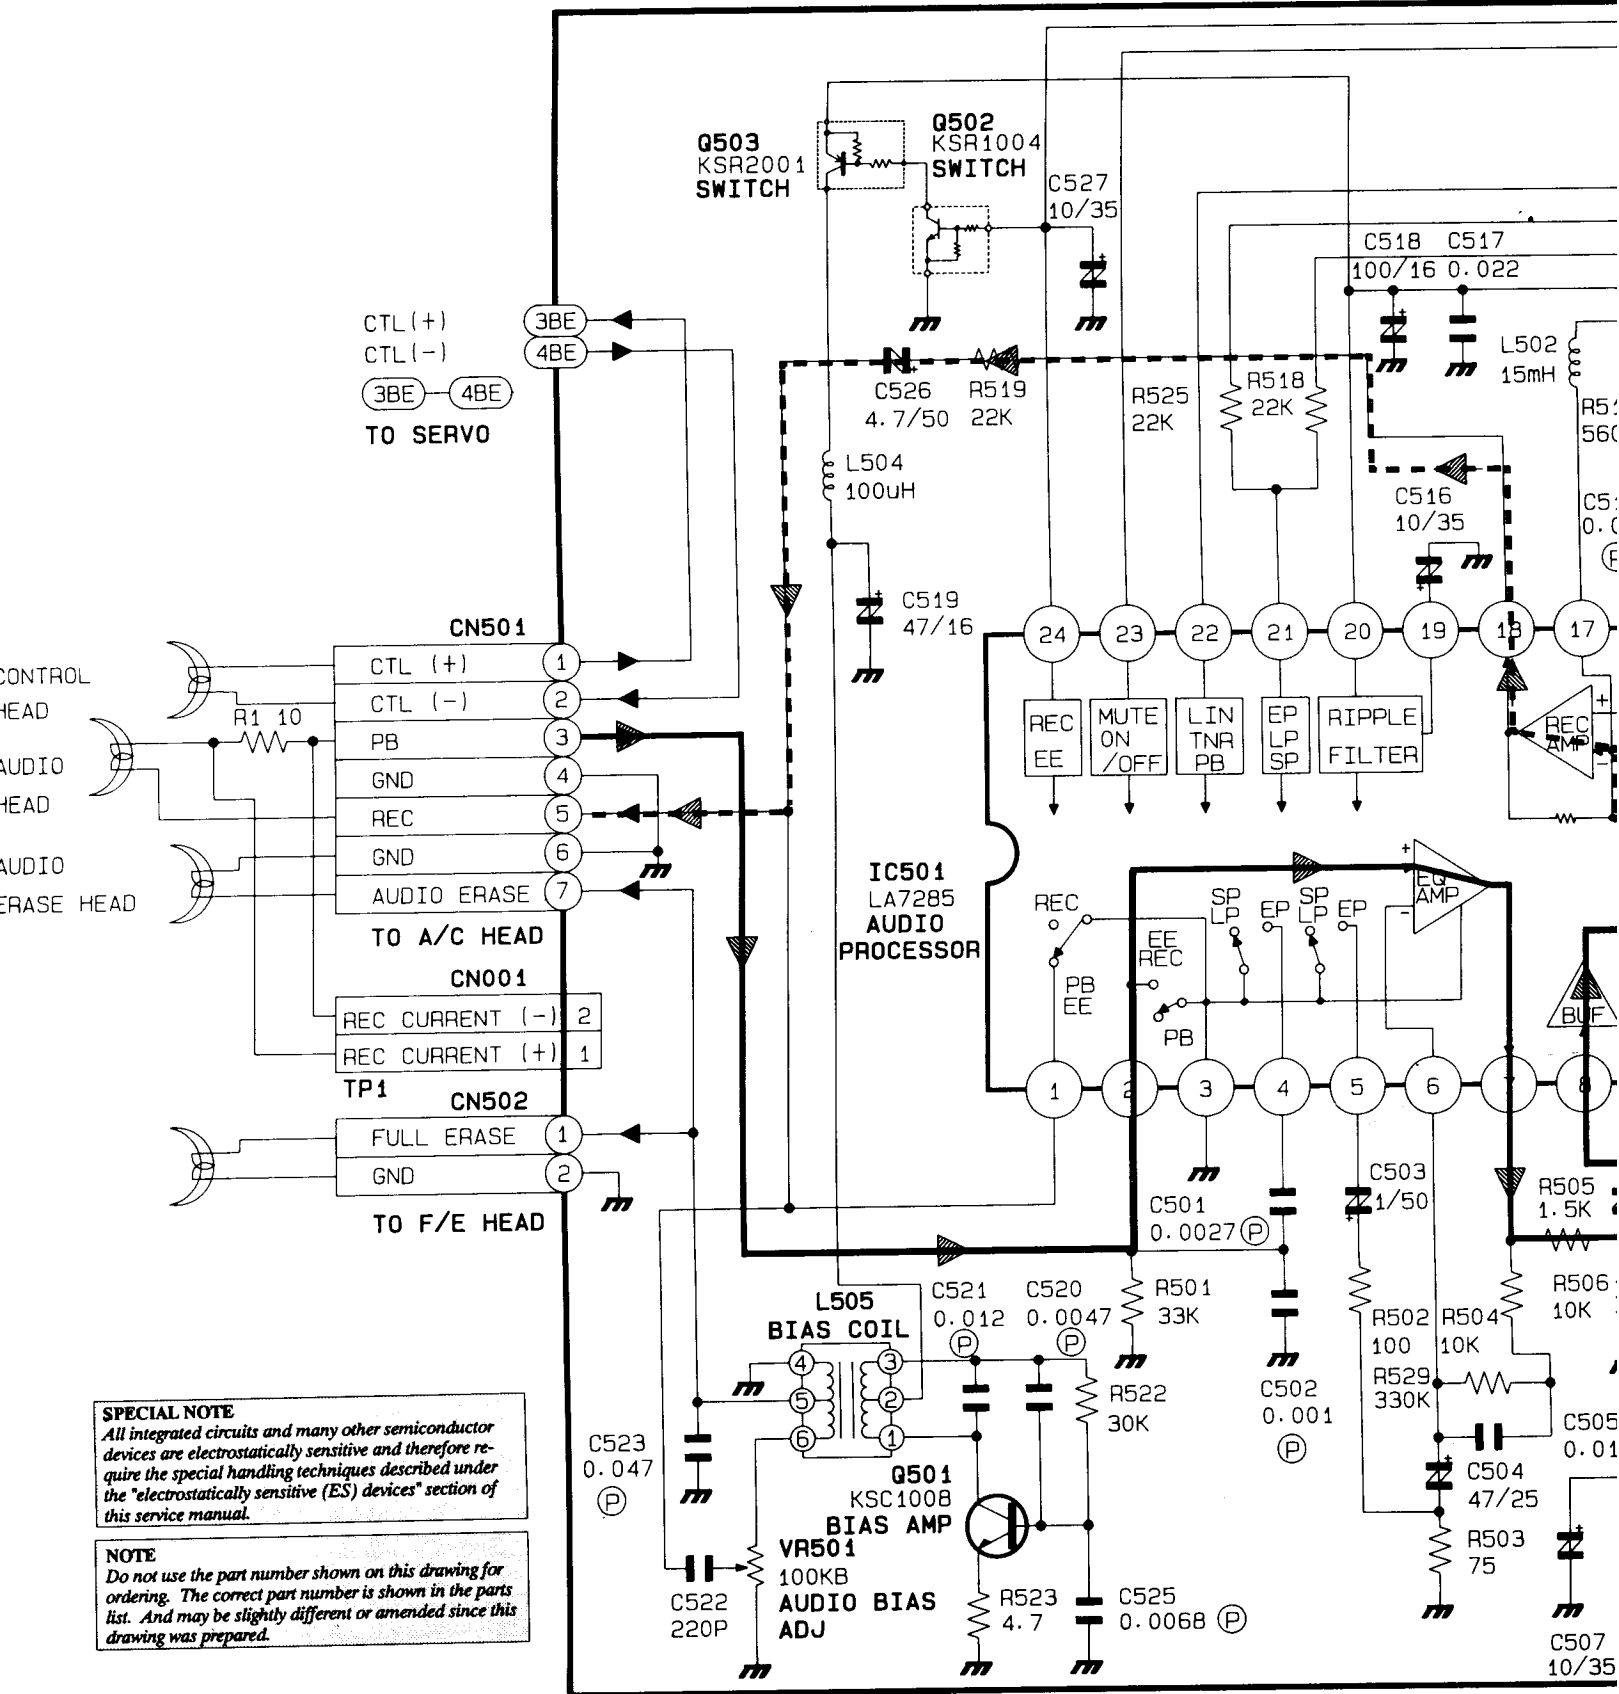 Q503
KSR2001
SWITCH
Q502
KSR1004
SWITCH
C527
10/35
C518
100/16
C517
0.022
CTL(+)
3BE
CTL(-)
4BE
3BE
4BE
TO SERVO
C526
4.7/50
R519
22K
R525
22K
R518
22K
L502
15mH
L504
100uH
C516
10/35
C519
47/16
CN501
24
23
22
21
20
19
18
17
CONTROL
HEAD
CTL (+)
1
CTL (-)
2
R1 10
PB
3
AUDIO
HEAD
GND
4
REC
5
GND
6
AUDIO
ERASE HEAD
AUDIO ERASE
7
TO A/C HEAD
REC
EE
MUTE
ON
/OFF
LIN
TNR
PB
EP
LP
SP
RIPPLE
FILTER
REC
AMP
+
-
IC501
LA7285
AUDIO
PROCESSOR
REC
PB
EE
EE
REC
PB
SP
LP
EP
SP
LP
EP
+
-
EQ
AMP
BUF
CN001
REC CURRENT (-)
2
REC CURRENT (+)
1
TP1
CN502
FULL ERASE
1
GND
2
TO F/E HEAD
1
2
3
4
5
6
7
8
C501
0.0027
P
C503
1/50
R505
1.5K
L505
BIAS COIL
4
5
6
3
2
1
C521
0.012
P
C520
0.0047
P
R501
33K
R502
100
R504
10K
R506
10K
R522
30K
C502
0.001
P
R529
330K
C505
C504
47/25
C523
0.047
P
Q501
KSC1008
BIAS AMP
R503
75
VR501
100KB
AUDIO BIAS
ADJ
C522
220P
R523
4.7
C525
0.0068
P
C507
10/35
SPECIAL NOTE
All integrated circuits and many other semiconductor
devices are electrostatically sensitive and therefore re-
quire the special handling techniques described under
the "electrostatically sensitive (ES) devices" section of
this service manual.
NOTE
Do not use the part number shown on this drawing for
ordering. The correct part number is shown in the parts
list. And may be slightly different or amended since this
drawing was prepared.